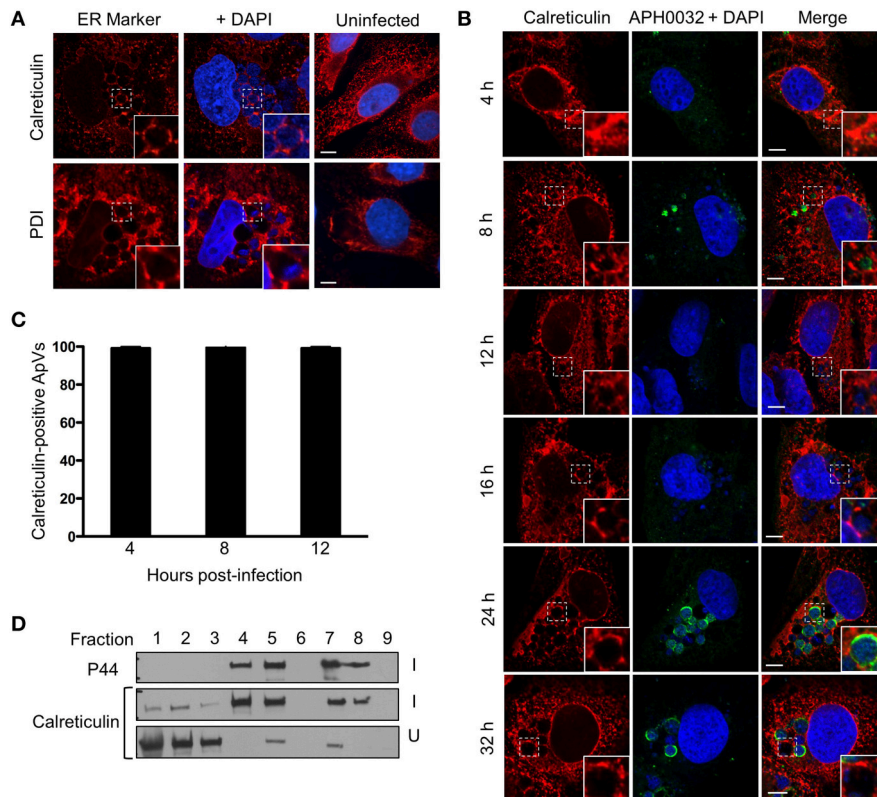 A
ER Marker + DAPI Uninfected
Calreticulin
PDI
B
Calreticulin APH0032 + DAPI Merge
4 h
8 h
12 h
16 h
24 h
32 h
C
Calreticulin-positive ApVs
100
80
60
40
20
0
4 8 12
Hours post-infection
D
Fraction 1 2 3 4 5 6 7 8 9
P44 I
Calreticulin I
U